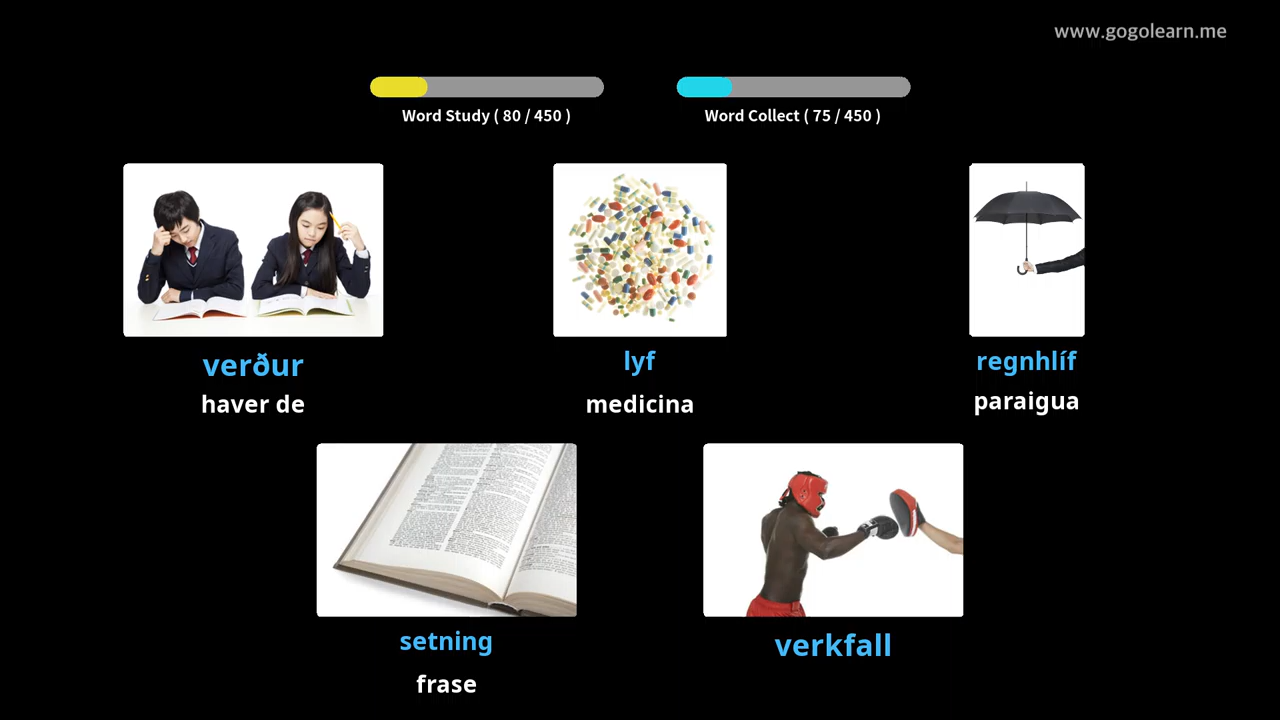 www.gogolearn.me
Word Study ( 80 / 450 )
Word Collect ( 75 / 450 )
verður
haver de
lyf
medicina
regnhlíf
paraigua
setning
frase
verkfall